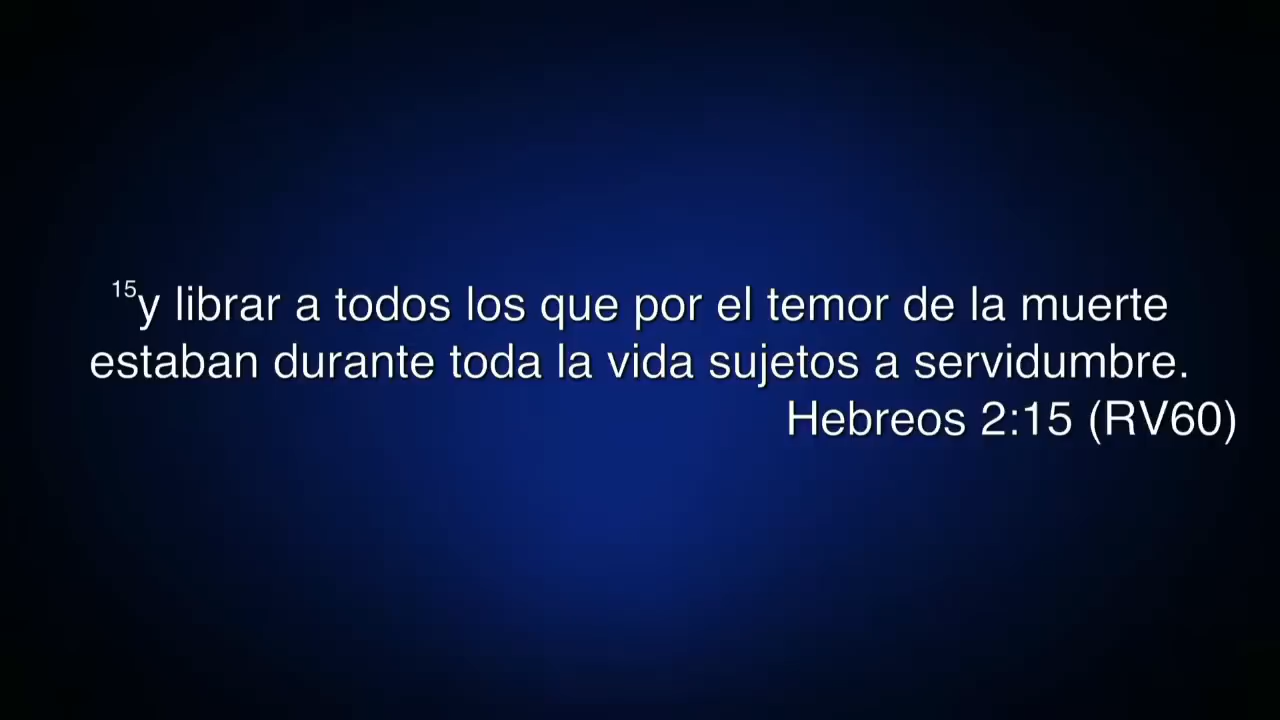 15y librar a todos los que por el temor de la muerte
estaban durante toda la vida sujetos a servidumbre.
Hebreos 2:15 (RV60)